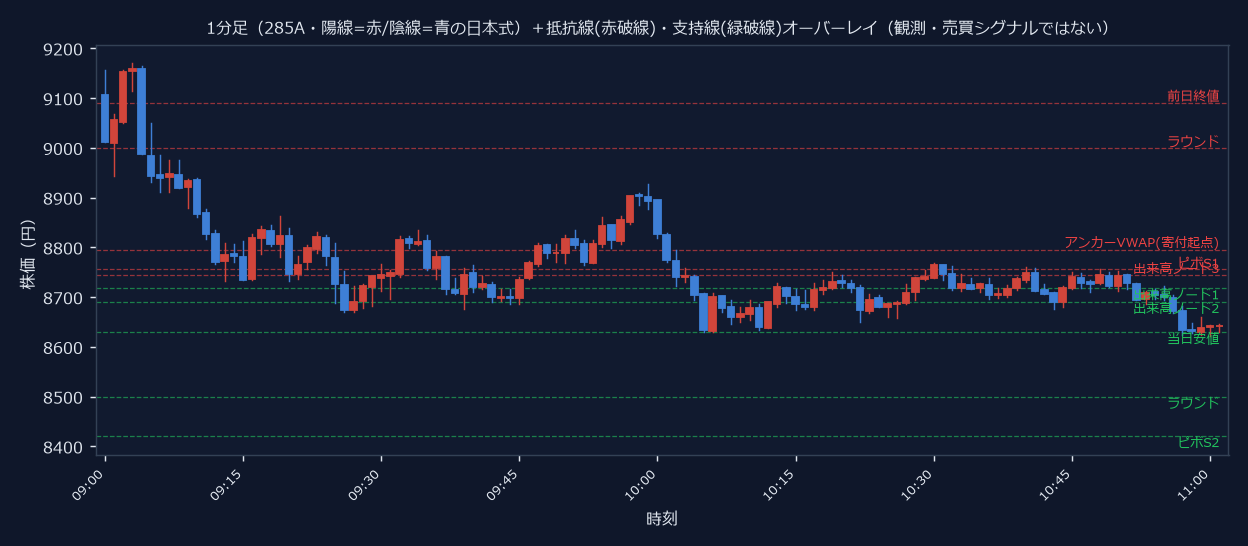 1分足（285A・陽線=赤/陰線=青の日本式）＋抵抗線(赤破線)・支持線(緑破線)オーバーレイ（観測・売買シグナルではない）
株価（円）
9200
9100
9000
8900
8800
8700
8600
8500
8400
前日終値
ラウンド
アンカーVWAP(寄付起点)
ピボS1
出来高ノード3
出来高ノード1
出来高ノード2
当日安値
ラウンド
ピボS2
09:00
09:15
09:30
09:45
10:00
10:15
10:30
10:45
11:00
時刻